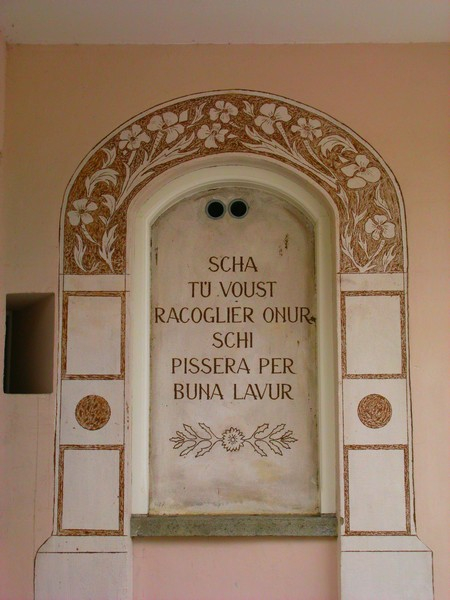 SCHA
TÜ VOUST
RACOGLIER ONUR
SCHI
PISSERA PER
BUNA LAVUR